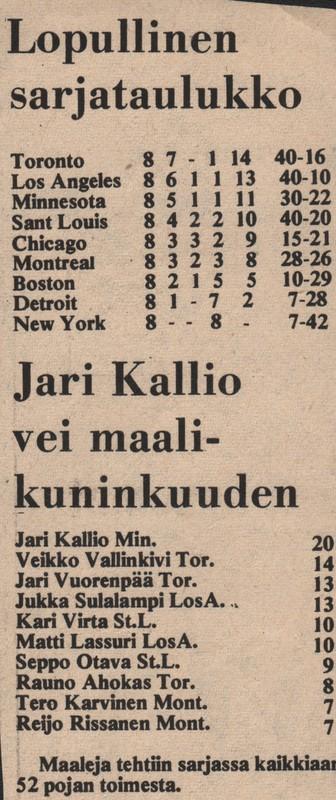 Lopullinen
sarjataulukko
Toronto 8 7 - 1 14 40-16
Los Angeles 8 6 1 1 13 40-10
Minnesota 8 5 1 1 11 30-22
Sant Louis 8 4 2 2 10 40-20
Chicago 8 3 3 2 9 15-21
Montreal 8 3 2 3 8 28-26
Boston 8 2 1 5 5 10-29
Detroit 8 1 - 7 2 7-28
New York 8 - - 8 - 7-42
Jari Kallio
vei maali-
kuninkuuden
Jari Kallio Min. 20
Veikko Vallinkivi Tor. 14
Jari Vuorenpää Tor. 13
Jukka Sulalampi LosA. 13
Kari Virta St.L. 10
Matti Lassuri LosA. 10
Seppo Otava St.L. 9
Rauno Ahokas Tor. 8
Tero Karvinen Mont. 7
Reijo Rissanen Mont. 7
Maaleja tehtiin sarjassa kaikkiaan
52 pojan toimesta.